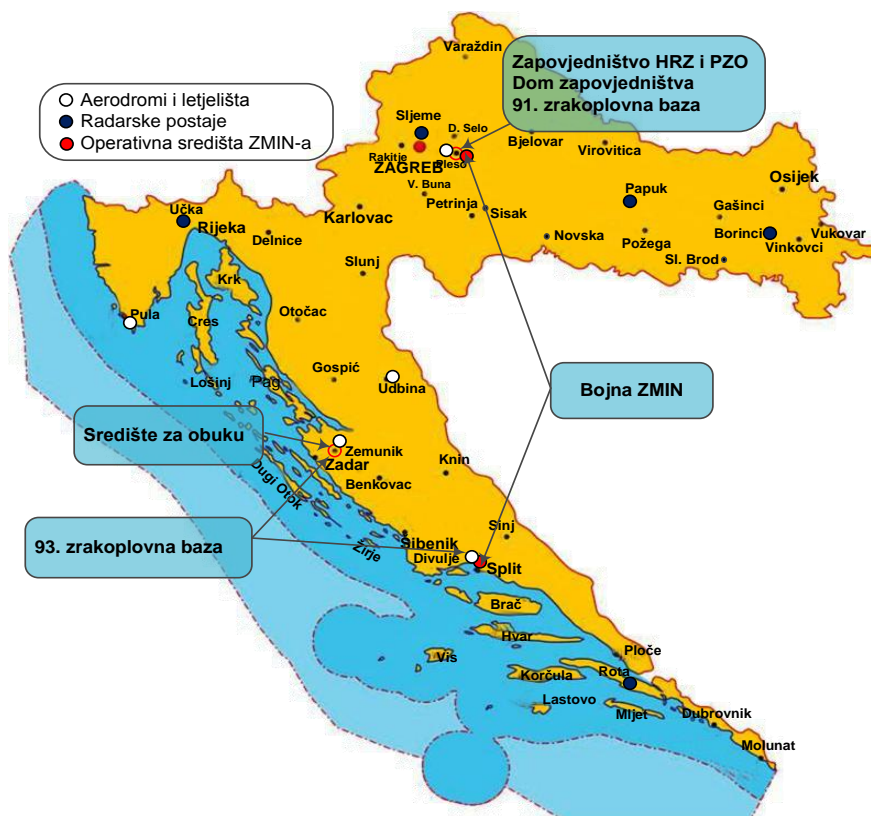 Varaždin
Zapovjedništvo HRZ i PZO
Dom zapovjedništva
91. zrakoplovna baza
Aerodromi i letjelišta
Radarske postaje
Operativna središta ZMIN-a
Sljeme
D. Selo
Bjelovar
Virovitica
Rakitje
ZAGREB
Pleso
V. Buna
Petrinja
Sisak
Karlovac
Papuk
Osijek
Gašinci
Učka
Rijeka
Delnice
Novska
Požega
Borinci
Vukovar
Vinkovci
Sl. Brod
Slunj
Krk
Pula
Cres
Otočac
Lošinj
Pag
Gospić
Udbina
Bojna ZMIN
Središte za obuku
Zemunik
Zadar
Knin
Benkovac
Dugi Otok
93. zrakoplovna baza
Sinj
Šibenik
Žirje
Divulje
Split
Brač
Hvar
Vis
Ploče
Korčula
Rota
Lastovo
Mljet
Dubrovnik
Molunat